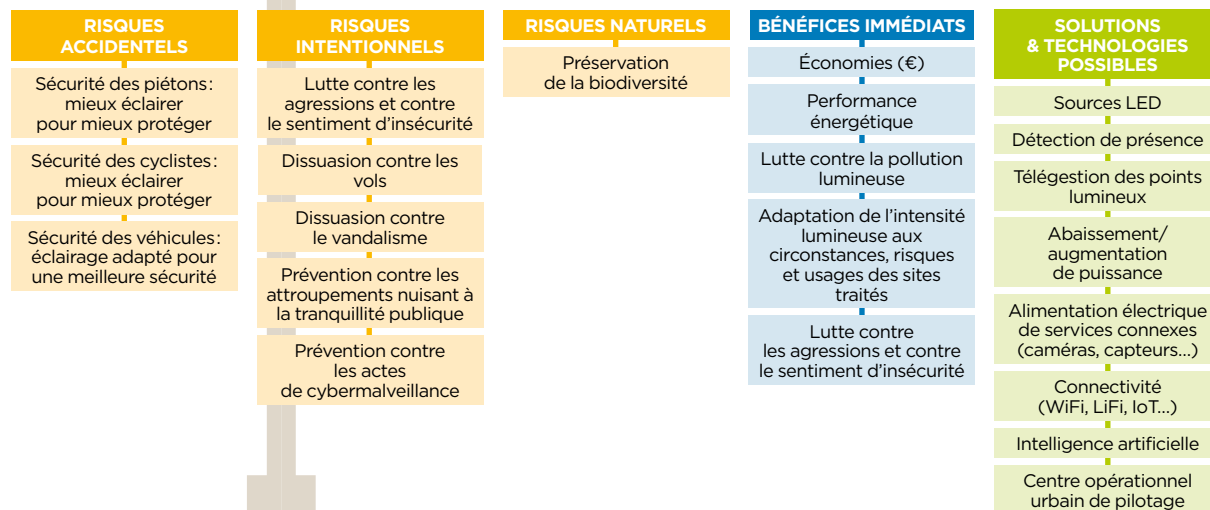 RISQUES
ACCIDENTELS
Sécurité des piétons :
mieux éclairer
pour mieux protéger
Sécurité des cyclistes :
mieux éclairer
pour mieux protéger
Sécurité des véhicules :
éclairage adapté pour
une meilleure sécurité
RISQUES
INTENTIONNELS
Lutte contre les
agressions et contre
le sentiment d’insécurité
Dissuasion contre les
vols
Dissuasion contre
le vandalisme
Prévention contre les
attroupements nuisant à
la tranquillité publique
Prévention contre
les actes
de cybermalveillance
RISQUES NATURELS
Préservation
de la biodiversité
BÉNÉFICES IMMÉDIATS
Économies (€)
Performance
énergétique
Lutte contre la pollution
lumineuse
Adaptation de l’intensité
lumineuse aux
circonstances, risques
et usages des sites
traités
Lutte contre
les agressions et contre
le sentiment d’insécurité
SOLUTIONS
& TECHNOLOGIES
POSSIBLES
Sources LED
Détection de présence
Télégestion des points
lumineux
Abaissement/
augmentation
de puissance
Alimentation électrique
de services connexes
(caméras, capteurs...)
Connectivité
(WiFi, LiFi, IoT...)
Intelligence artificielle
Centre opérationnel
urbain de pilotage